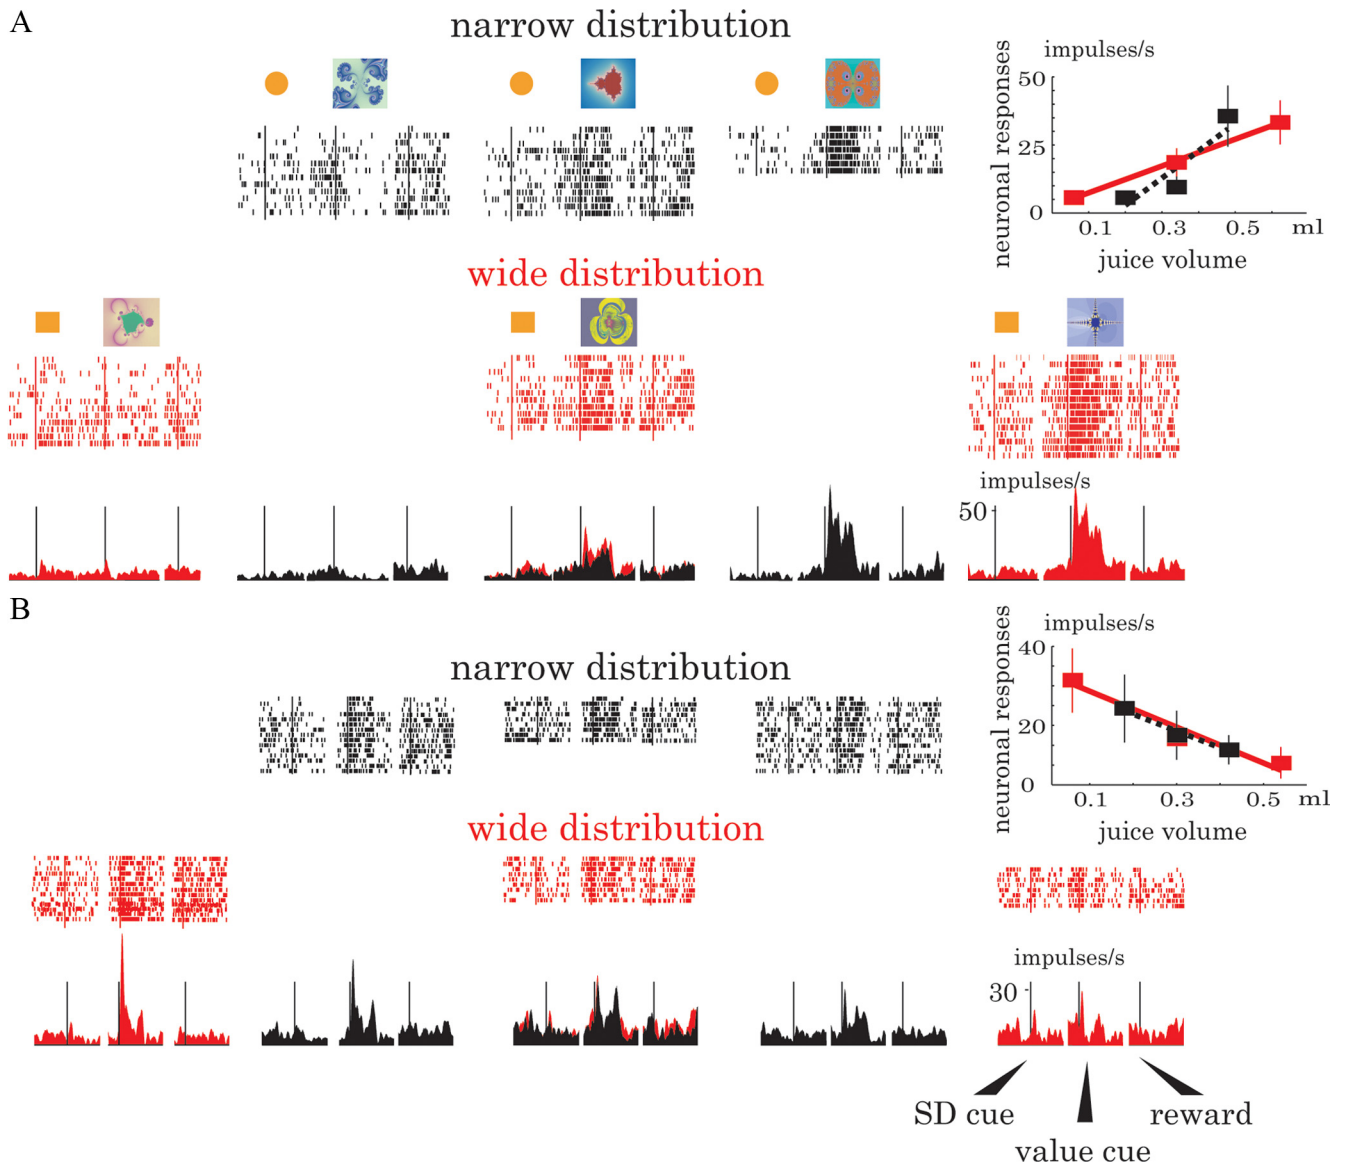 A
narrow distribution
impulses/s
neuronal responses
50
25
0
0.1 0.3 0.5 ml
juice volume
wide distribution
impulses/s
50
B
narrow distribution
impulses/s
neuronal responses
40
20
0
0.1 0.3 0.5 ml
juice volume
wide distribution
impulses/s
30
SD cue
value cue
reward